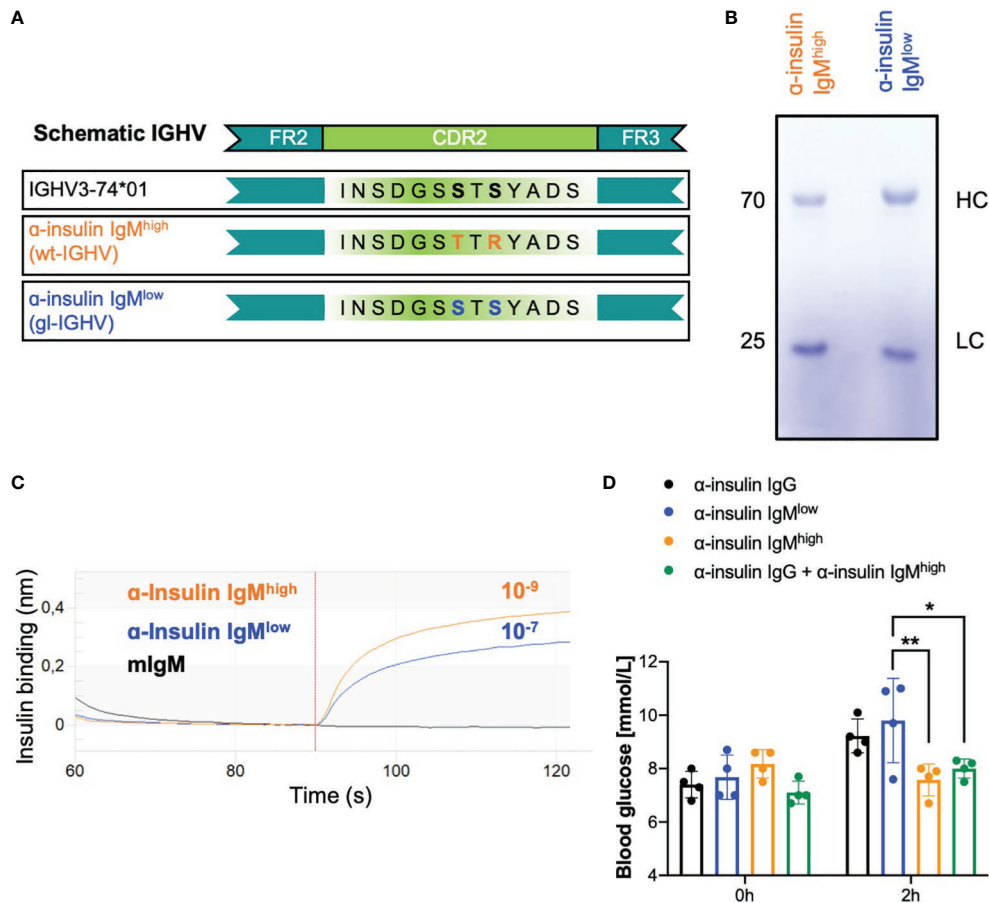 A
Schematic IGHV
FR2 CDR2 FR3
IGHV3-74*01
INSDGSSTSYADS
α-insulin IgMhigh
(wt-IGHV)
INSDGSTTRYADS
α-insulin IgMlow
(gl-IGHV)
INSDGSSTSYADS
B
α-insulin
IgMhigh
α-insulin
IgMlow
70 HC
25 LC
C
Insulin binding (nm)
0,4
0,2
0
α-Insulin IgMhigh 10-9
α-Insulin IgMlow 10-7
mIgM
60 80 100 120
Time (s)
D
α-insulin IgG
α-insulin IgMlow
α-insulin IgMhigh
α-insulin IgG + α-insulin IgMhigh
Blood glucose [mmol/L]
12
10
8
6
4
*
**
0h 2h